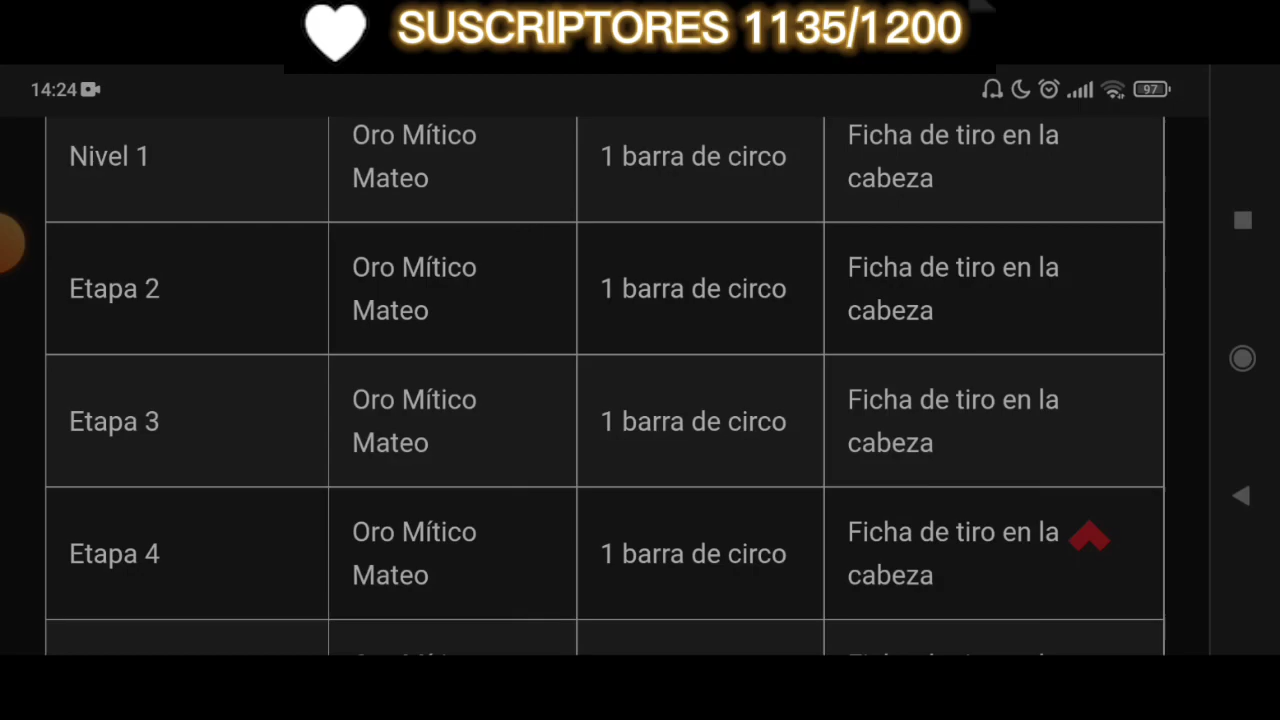 SUSCRIPTORES 1135/1200
14:24
97
Nivel 1
Oro Mítico
Mateo
1 barra de circo
Ficha de tiro en la
cabeza
Etapa 2
Oro Mítico
Mateo
1 barra de circo
Ficha de tiro en la
cabeza
Etapa 3
Oro Mítico
Mateo
1 barra de circo
Ficha de tiro en la
cabeza
Etapa 4
Oro Mítico
Mateo
1 barra de circo
Ficha de tiro en la
cabeza